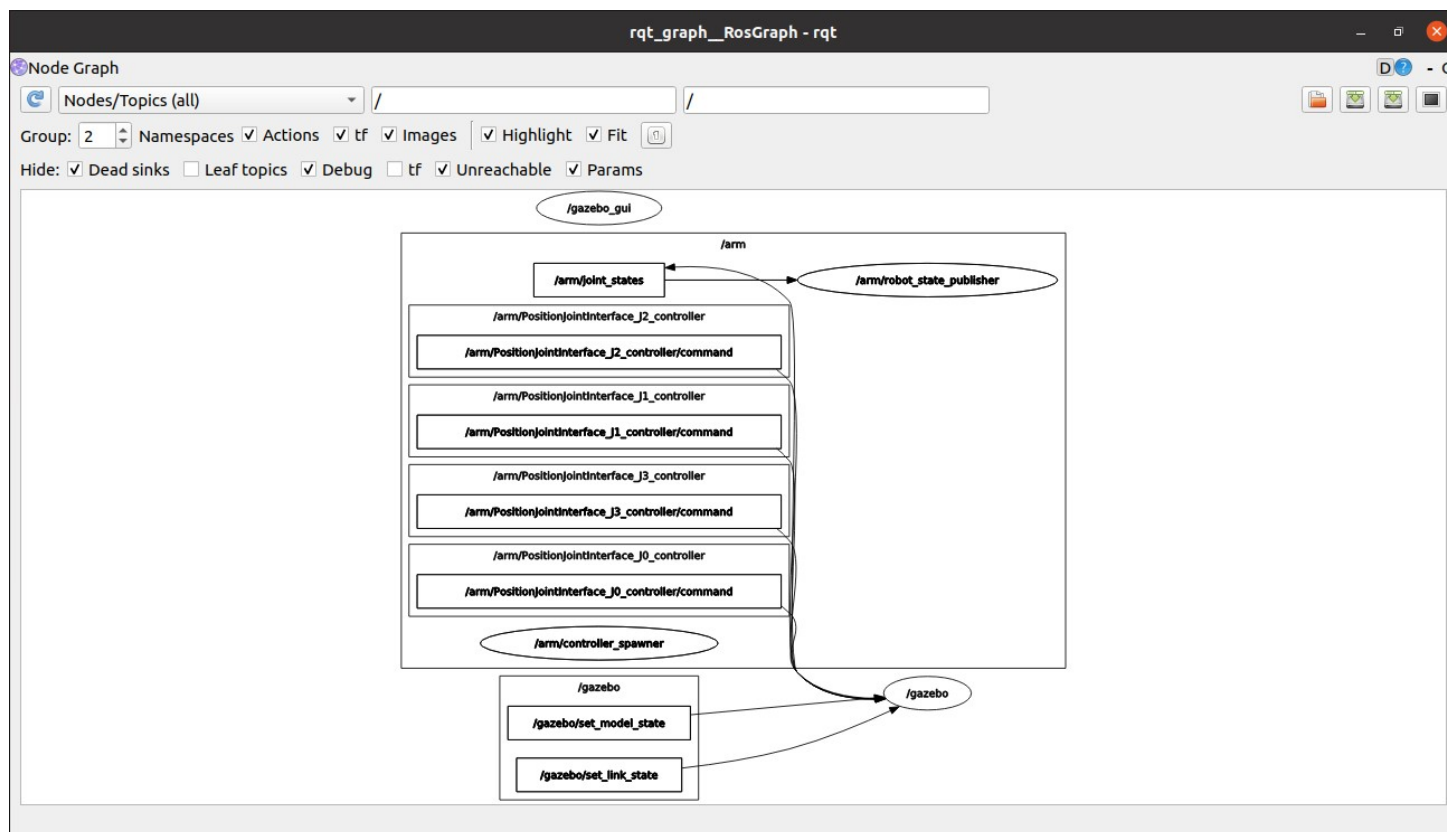 rqt_graph__RosGraph - rqt
Node Graph
D ? - 
Nodes/Topics (all) / /
Group: 2 Namespaces Actions tf Images Highlight Fit
Hide: Dead sinks Leaf topics Debug tf Unreachable Params
/gazebo_gui
/arm
/arm/joint_states /arm/robot_state_publisher
/arm/PositionJointInterface_J2_controller
/arm/PositionJointInterface_J2_controller/command
/arm/PositionJointInterface_J1_controller
/arm/PositionJointInterface_J1_controller/command
/arm/PositionJointInterface_J3_controller
/arm/PositionJointInterface_J3_controller/command
/arm/PositionJointInterface_J0_controller
/arm/PositionJointInterface_J0_controller/command
/arm/controller_spawner
/gazebo
/gazebo
/gazebo/set_model_state
/gazebo/set_link_state